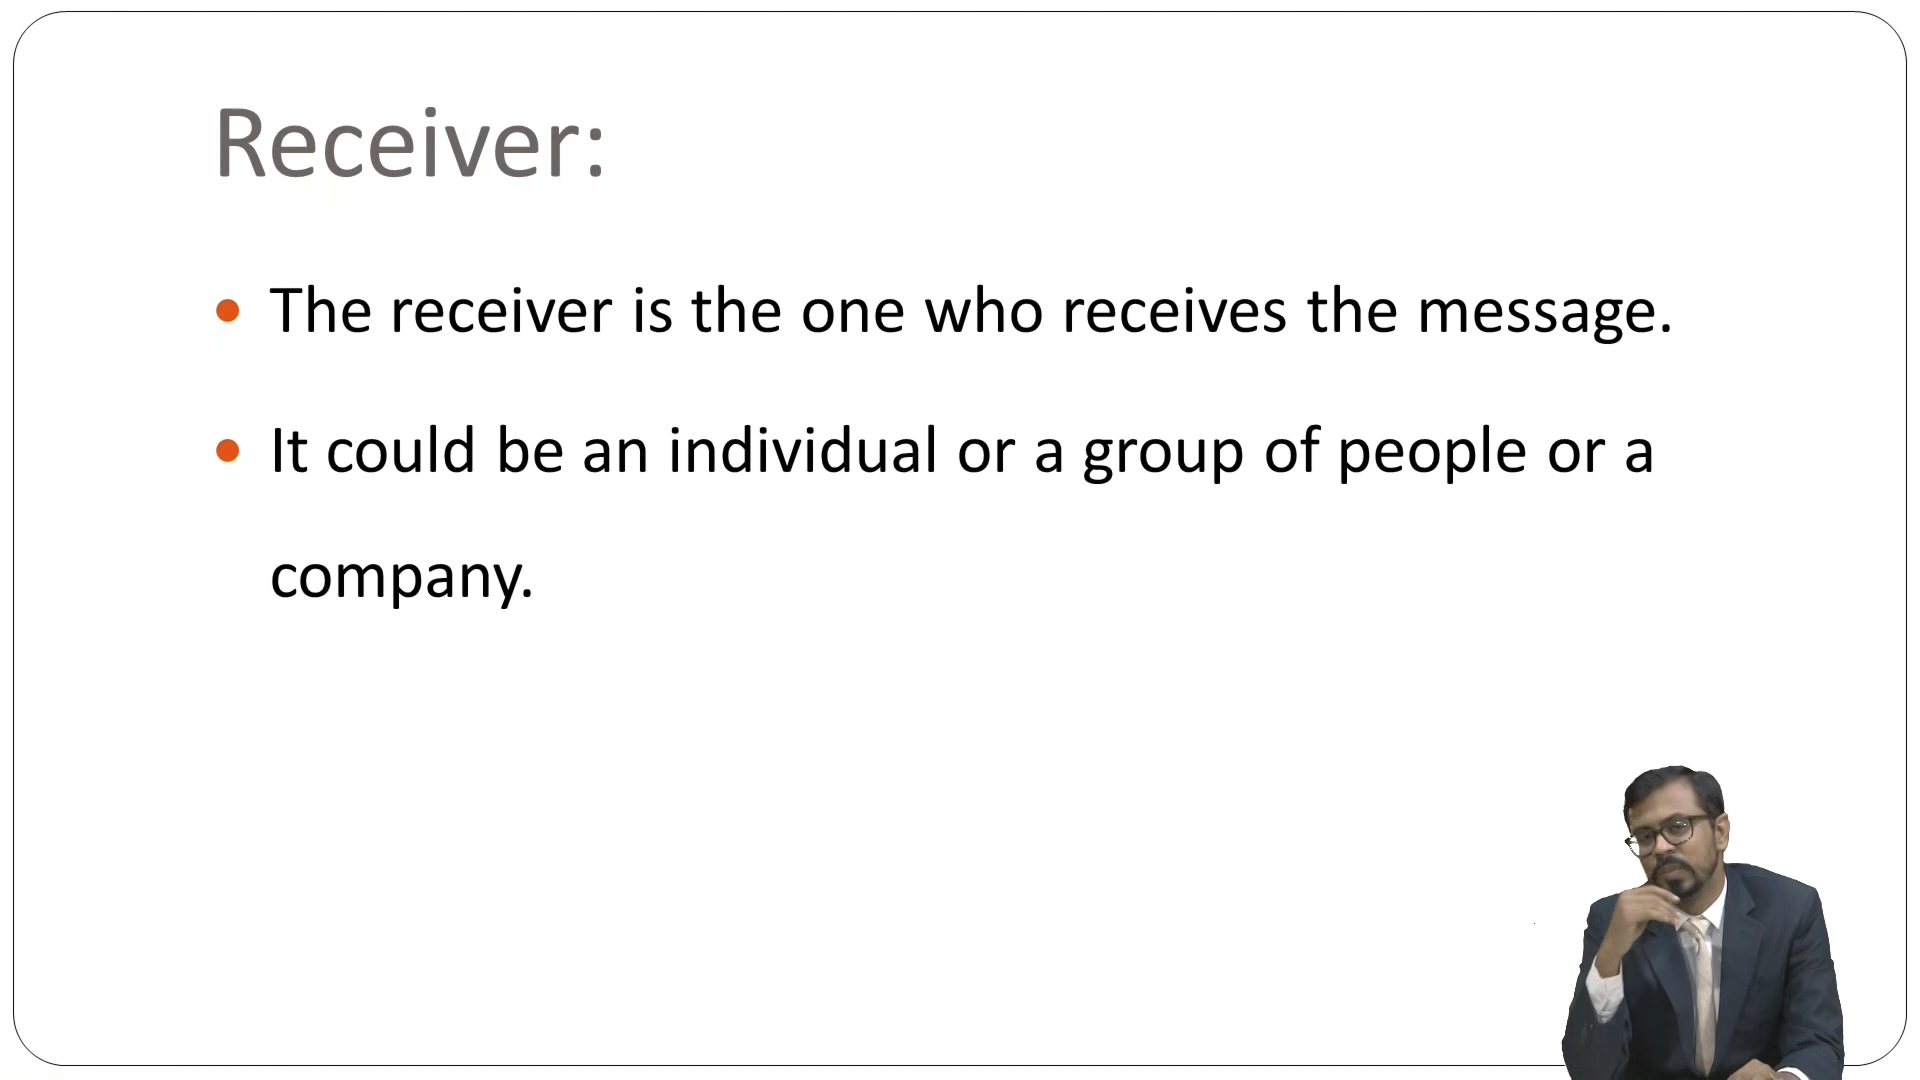 Receiver:
The receiver is the one who receives the message.
It could be an individual or a group of people or a
company.